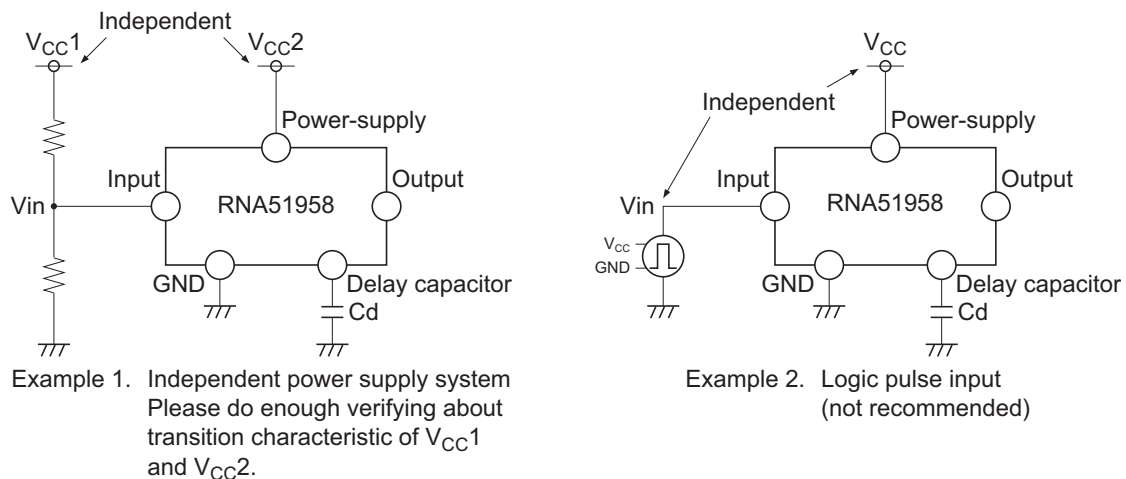 Independent
VCC1
VCC2
Power-supply
Input
Output
Vin
RNA51958
GND
Delay capacitor
Cd
Example 1. Independent power supply system
Please do enough verifying about
transition characteristic of VCC1
and VCC2.
VCC
Independent
Power-supply
Input
Output
Vin
RNA51958
VCC
GND
GND
Delay capacitor
Cd
Example 2. Logic pulse input
(not recommended)